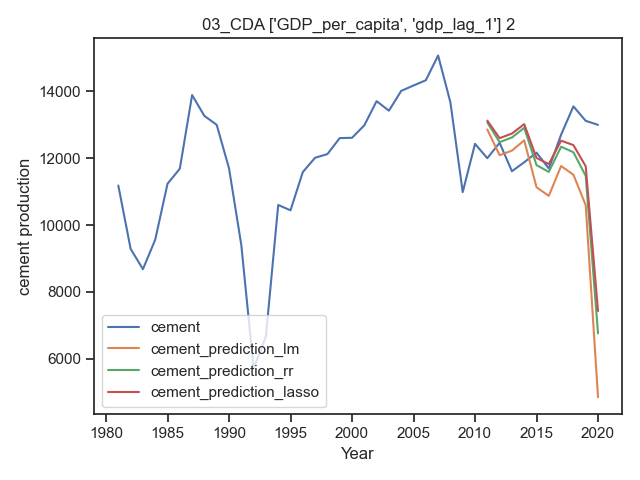 03_CDA ['GDP_per_capita', 'gdp_lag_1'] 2
14000
12000
10000
8000
6000
cement production
cement
cement_prediction_lm
cement_prediction_rr
cement_prediction_lasso
1980 1985 1990 1995 2000 2005 2010 2015 2020
Year